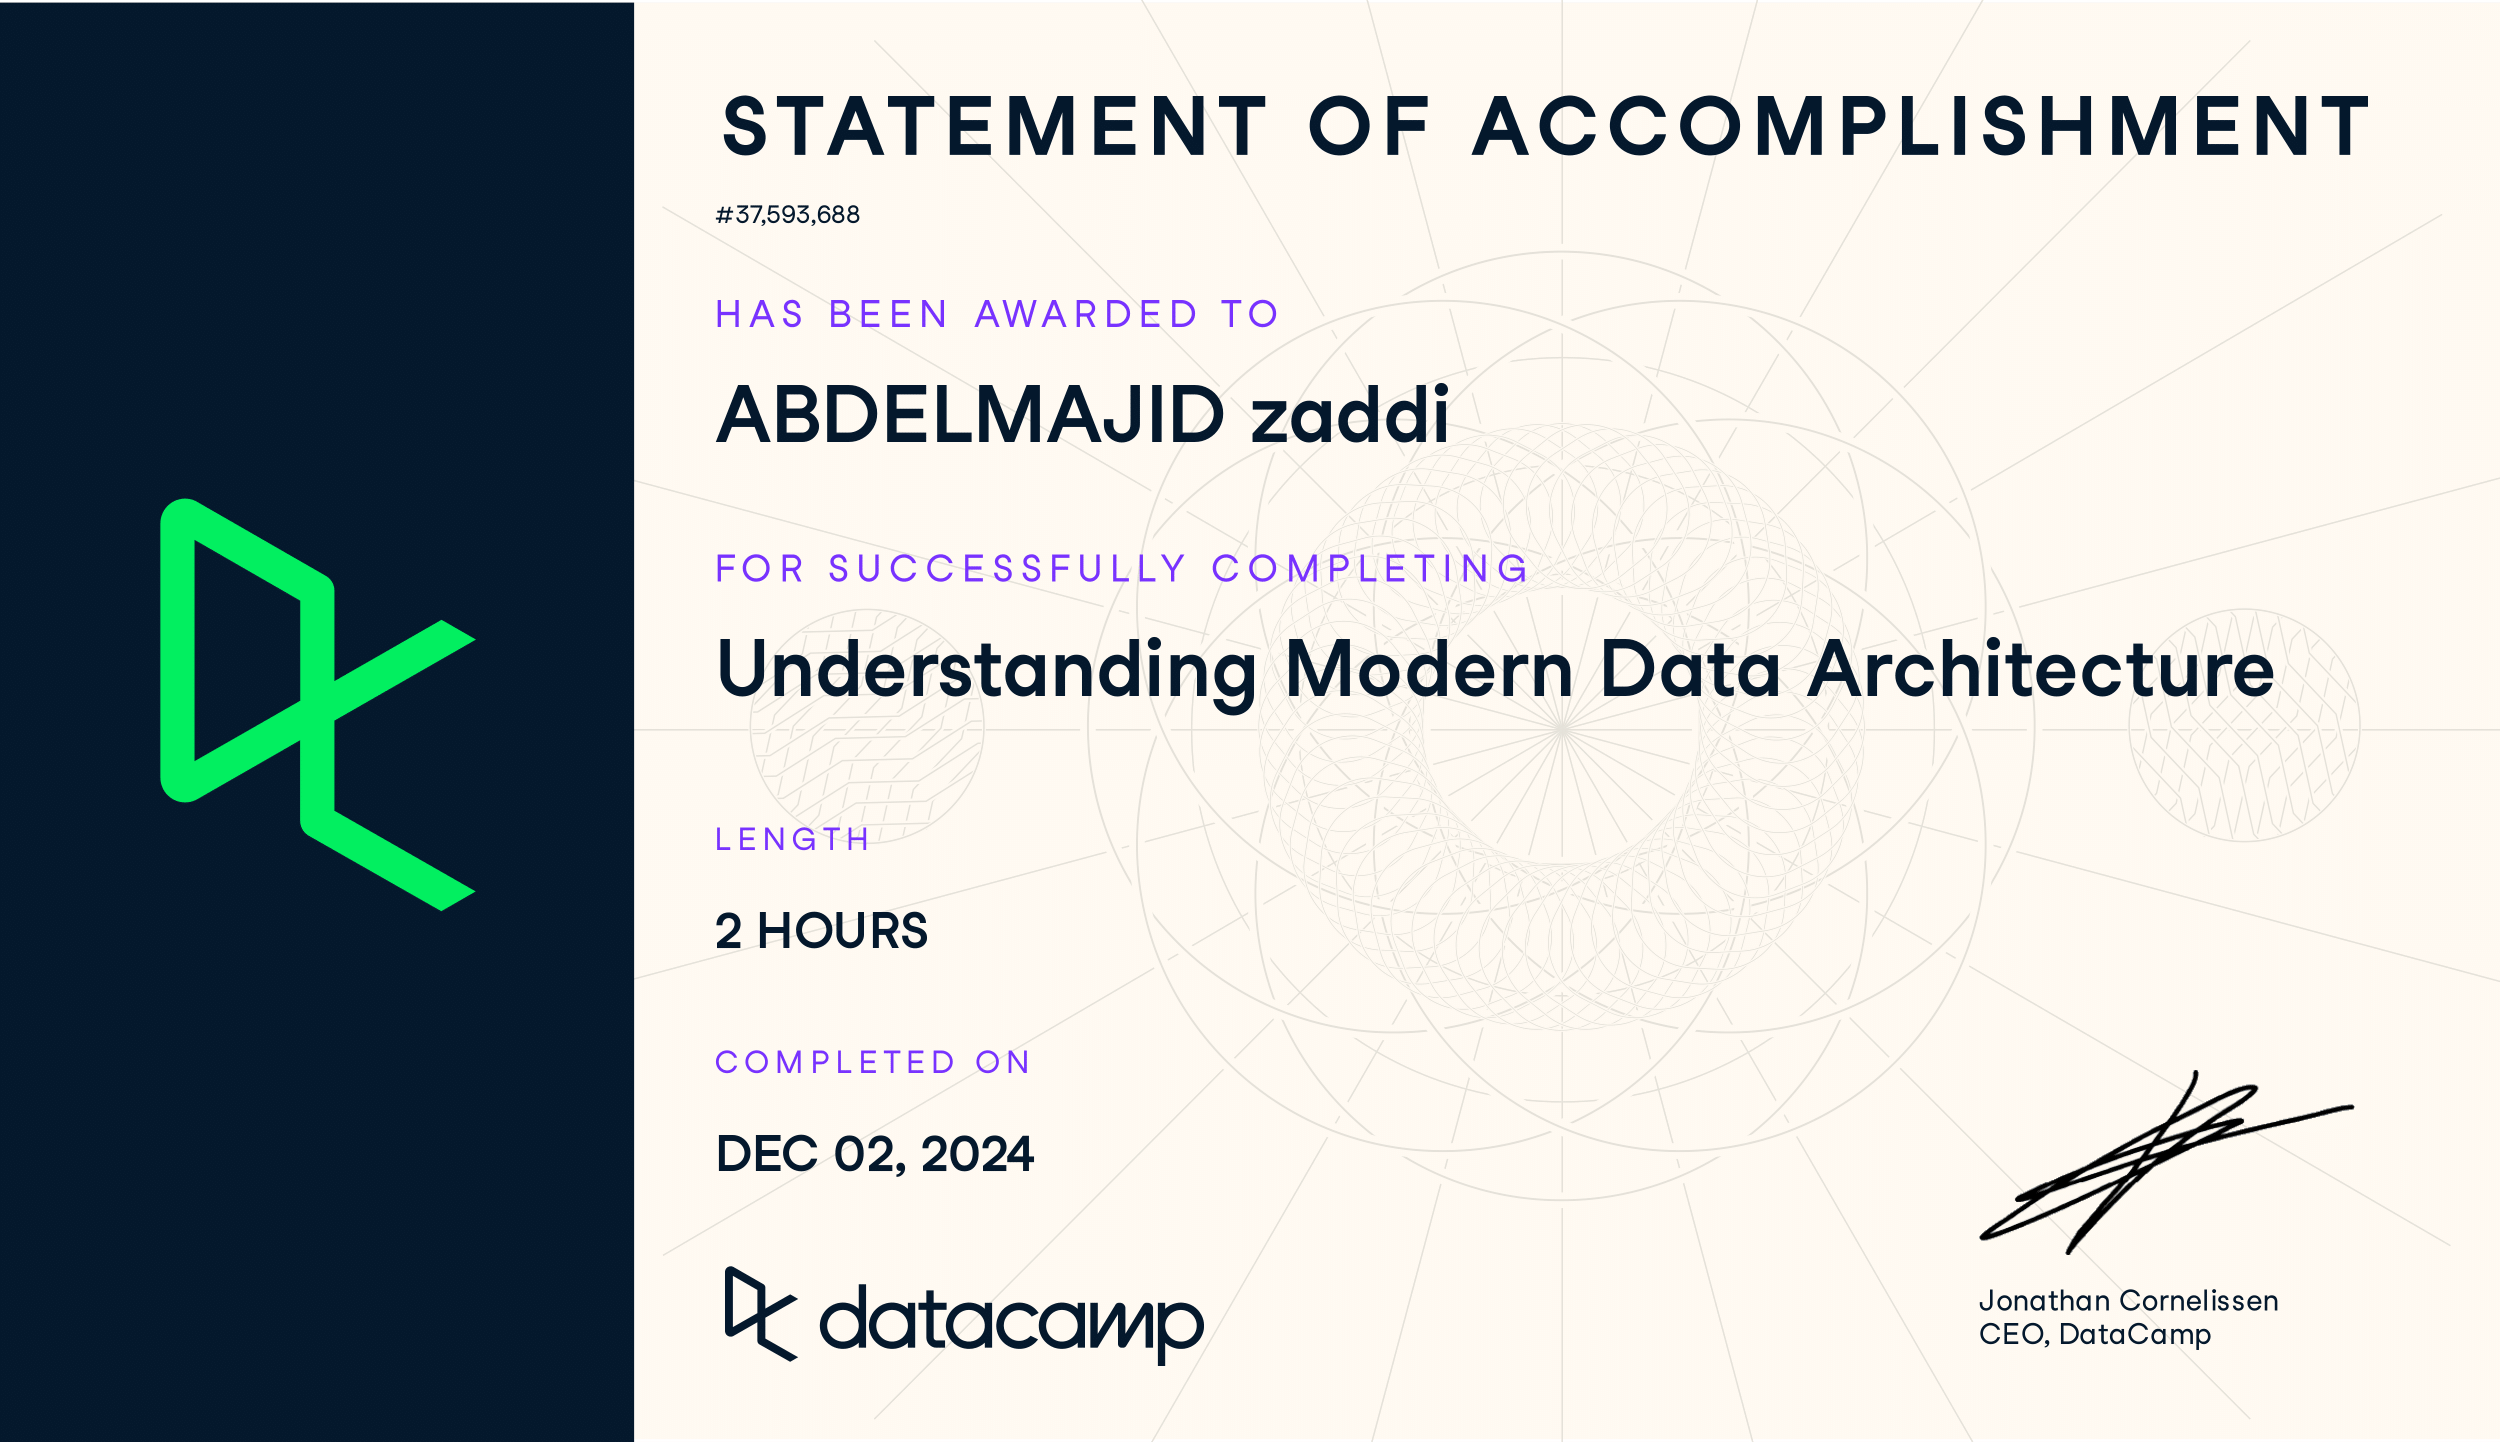 STATEMENT OF ACCOMPLISHMENT
#37,593,688
HAS BEEN AWARDED TO
ABDELMAJID zaddi
FOR SUCCESSFULLY COMPLETING
Understanding Modern Data Architecture
LENGTH
2 HOURS
COMPLETED ON
DEC 02, 2024
datacamp
Jonathan Cornelissen
CEO, DataCamp